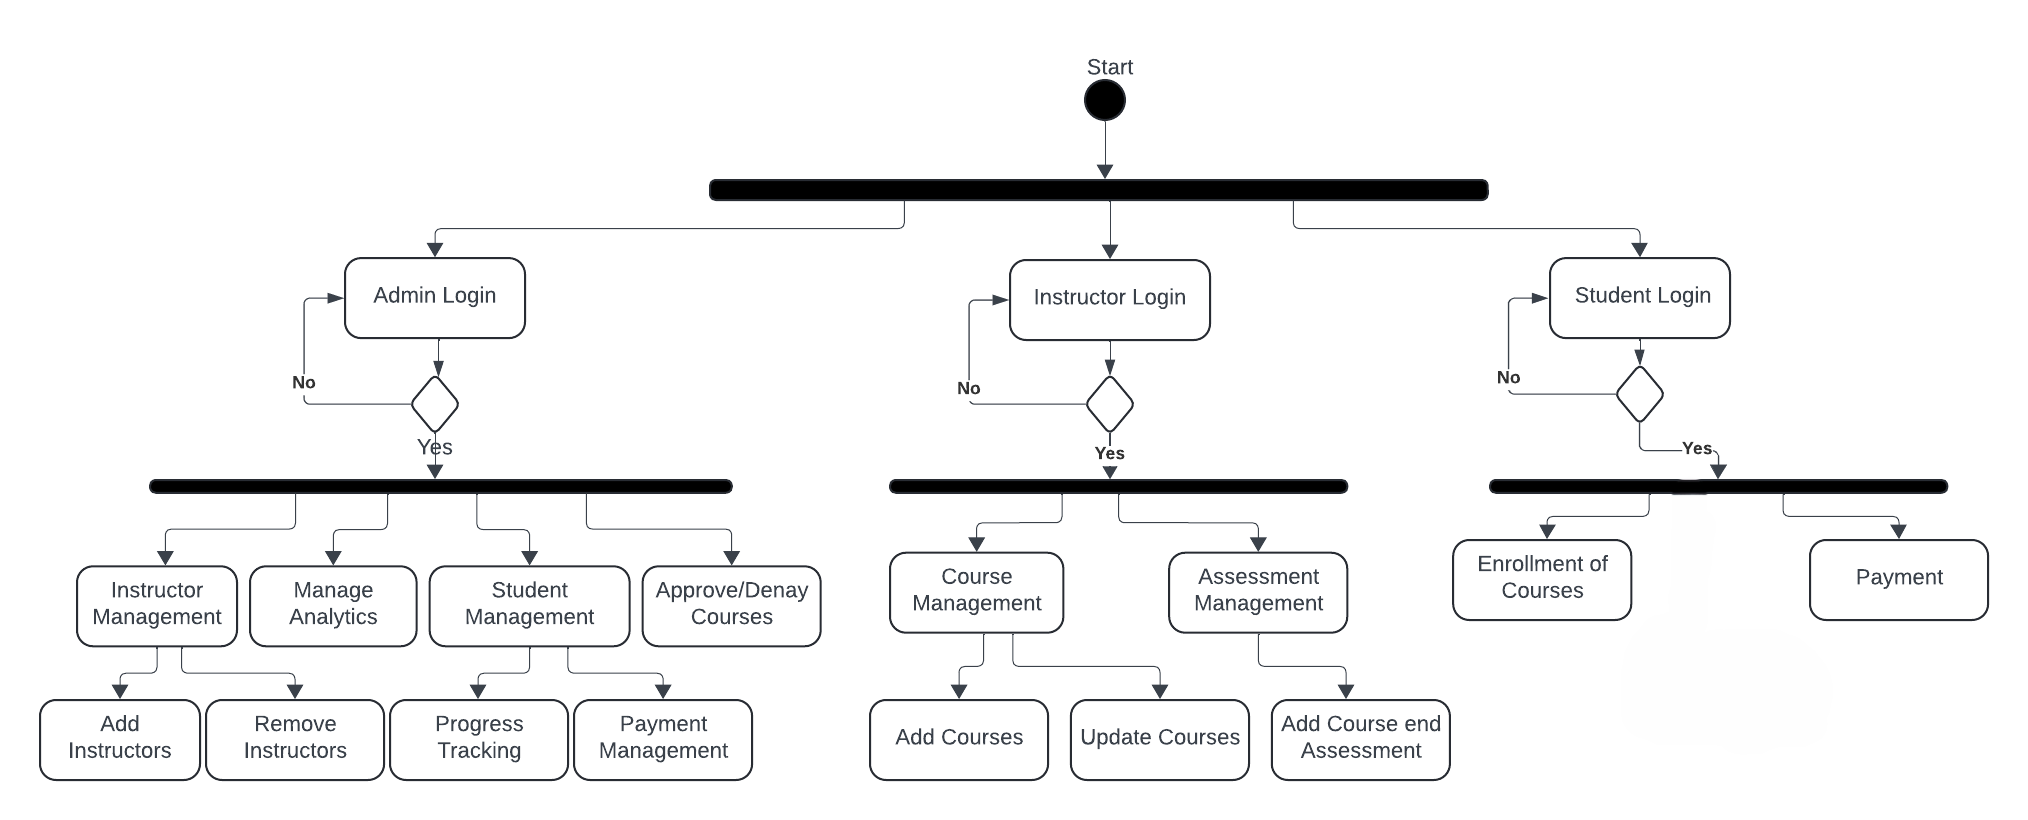 Start
Admin Login
Instructor Login
Student Login
No
No
No
Yes
Yes
Yes
Instructor
Management
Manage
Analytics
Student
Management
Approve/Denay
Courses
Course
Management
Assessment
Management
Enrollment of
Courses
Payment
Add
Instructors
Remove
Instructors
Progress
Tracking
Payment
Management
Add Courses
Update Courses
Add Course end
Assessment